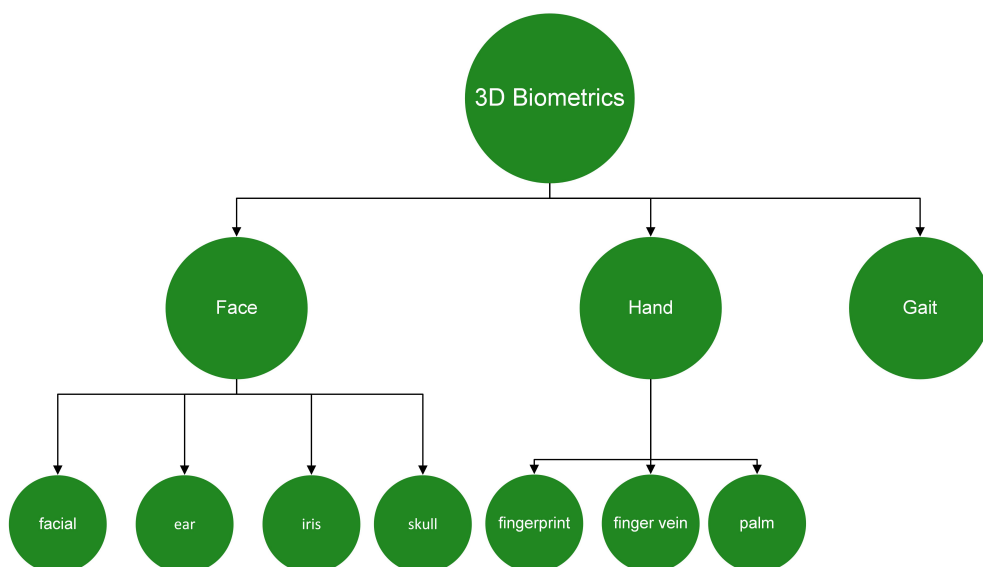 3D Biometrics
Face
Hand
Gait
facial
ear
iris
skull
fingerprint
finger vein
palm